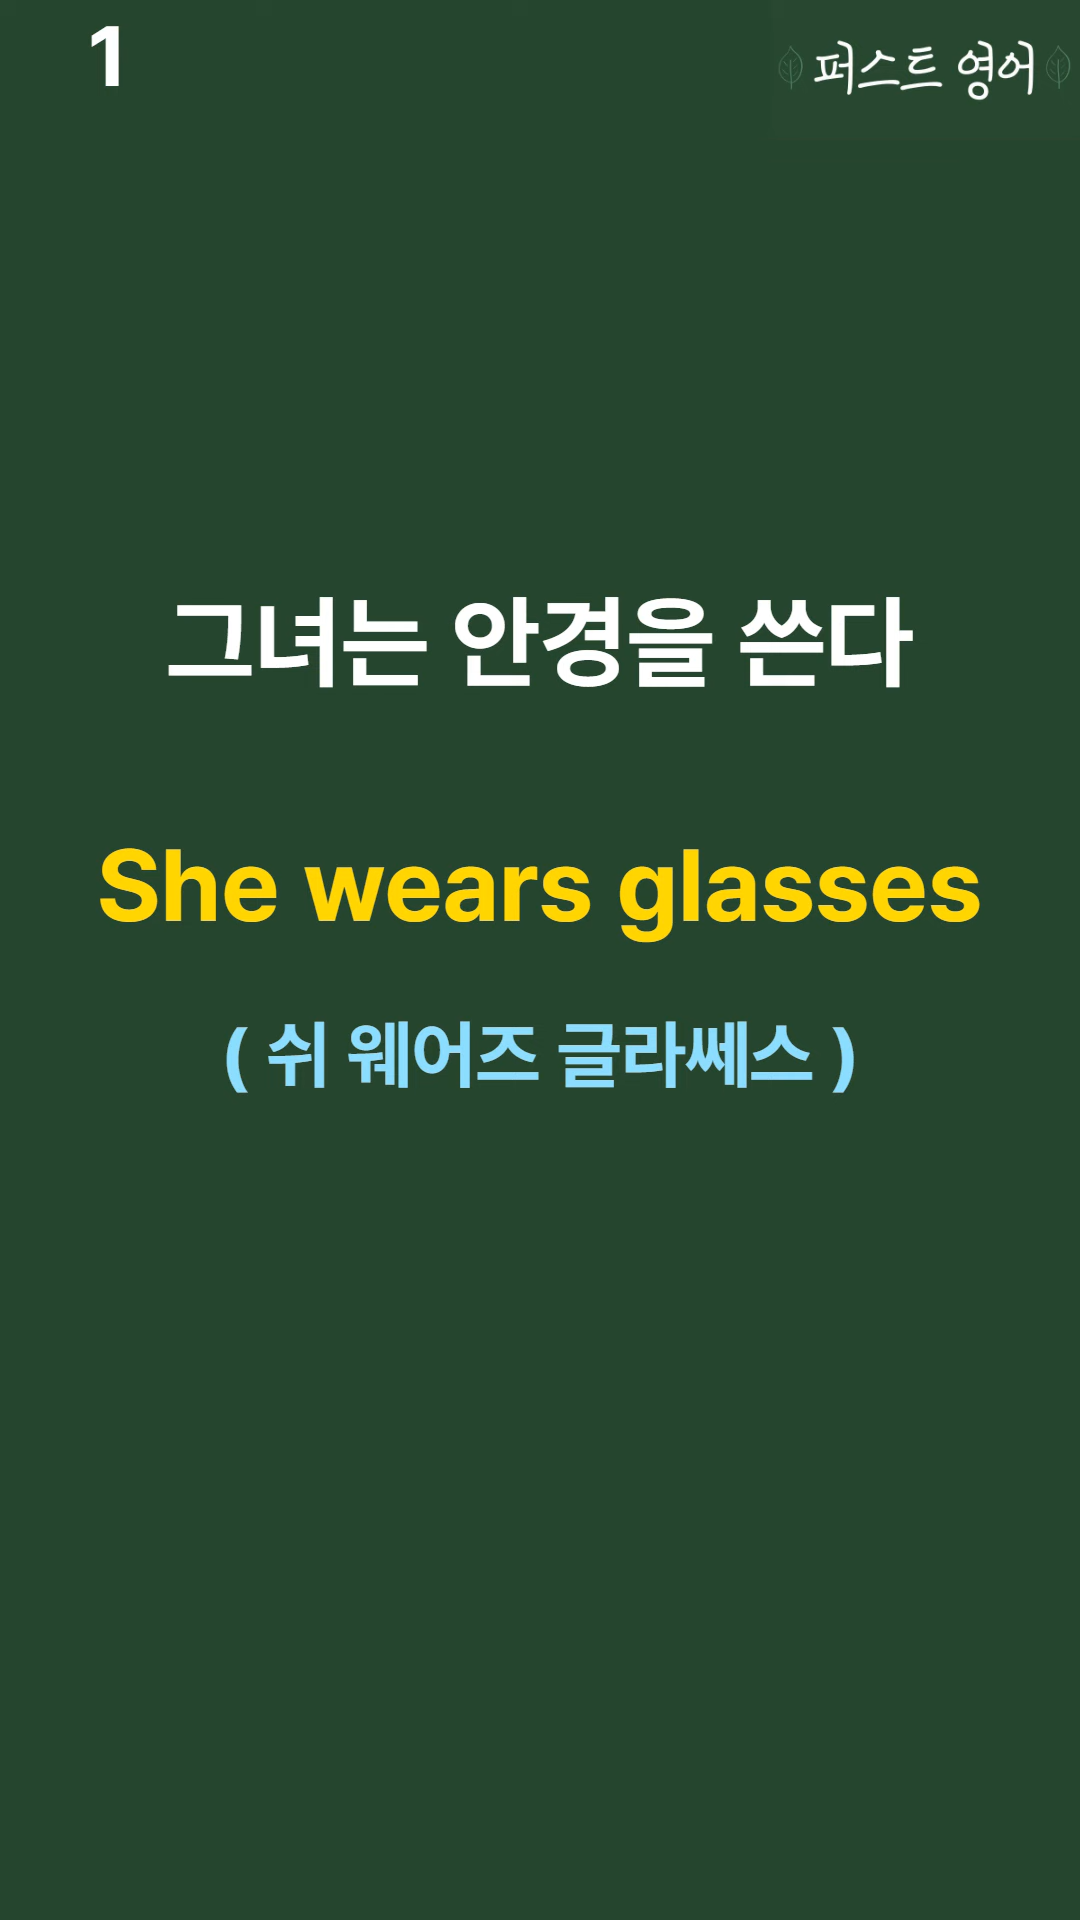 1
퍼스트 영어
그녀는 안경을 쓴다
She wears glasses
( 쉬 웨어즈 글라쎄스 )